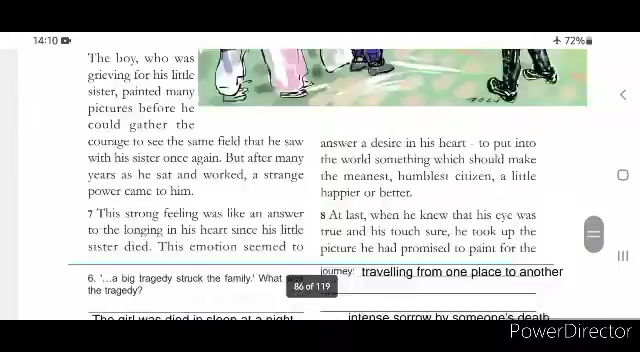 14:10
72%
The boy, who was
grieving for his little
sister, painted many
pictures before he
could gather the
courage to see the same field that he saw
with his sister once again. But after many
years as he sat and worked, a strange
power came to him.
7 This strong feeling was like an answer
to the longing in his heart since his little
sister died. This emotion seemed to
answer a desire in his heart - to put into
the world something which should make
the meanest, humblest citizen, a little
happier or better.
8 At last, when he knew that his eye was
true and his touch sure, he took up the
picture he had promised to paint for the
6. '...a big tragedy struck the family.' What was
the tragedy?
The girl was died in sleep at a night
86 of 119
journey: travelling from one place to another
intense sorrow by someone's death
PowerDirector